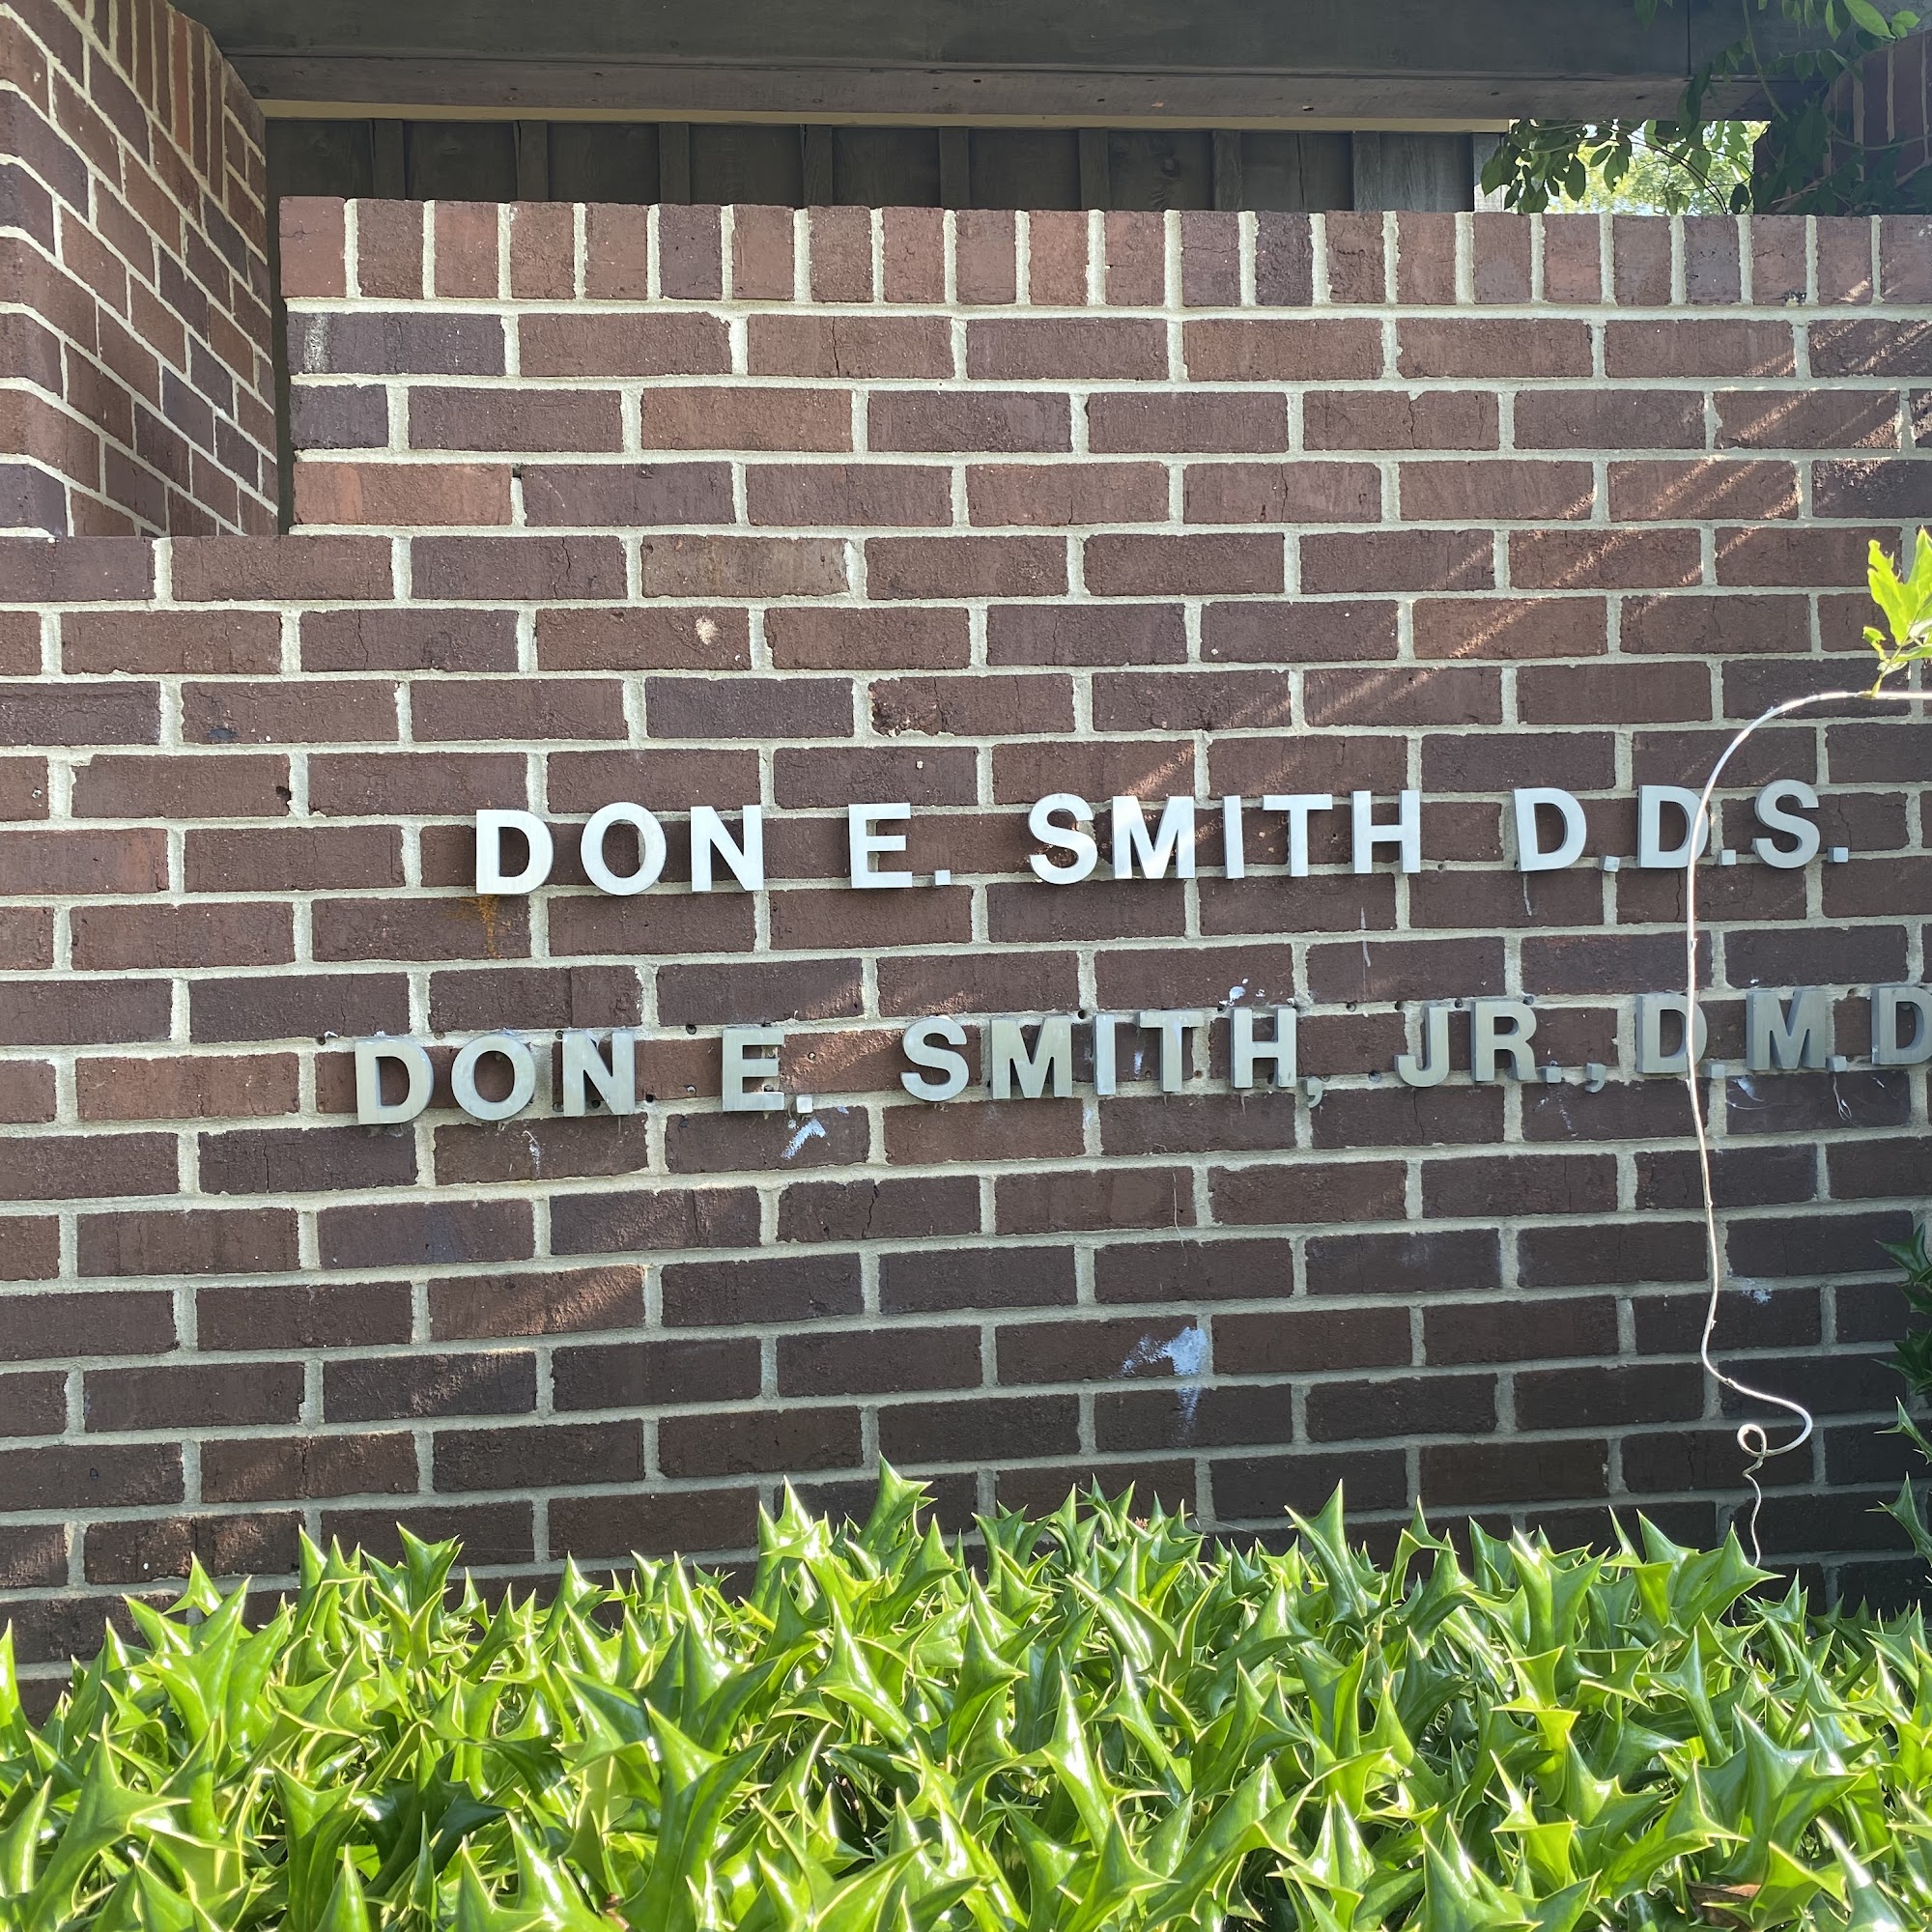 DON E. SMITH D.D.S.
DON E. SMITH, JR., D.M.D